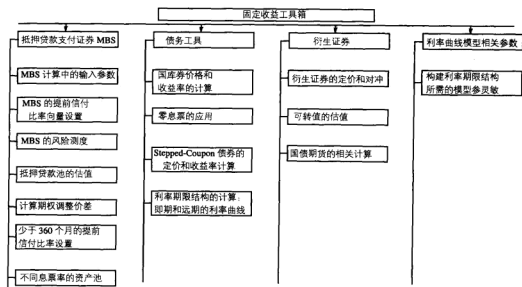 固定收益工具箱
抵押贷款支付证券 MBS
MBS 计算中的输入参数
MBS 的提前信付
比率向量设置
MBS 的风险测度
抵押贷款池的估值
计算期权调整价差
少于 360 个月的提前
信付比率设置
不同息票率的资产池
债务工具
国库券价格和
收益率的计算
零息票的应用
Stepped-Coupon 债券的
定价和收益率计算
利率期限结构的计算：
即期和远期的利率曲线
衍生证券
衍生证券的定价和对冲
可转值的估值
国债期货的相关计算
利率曲线模型相关参数
构建利率期限结构
所需的模型参灵敏